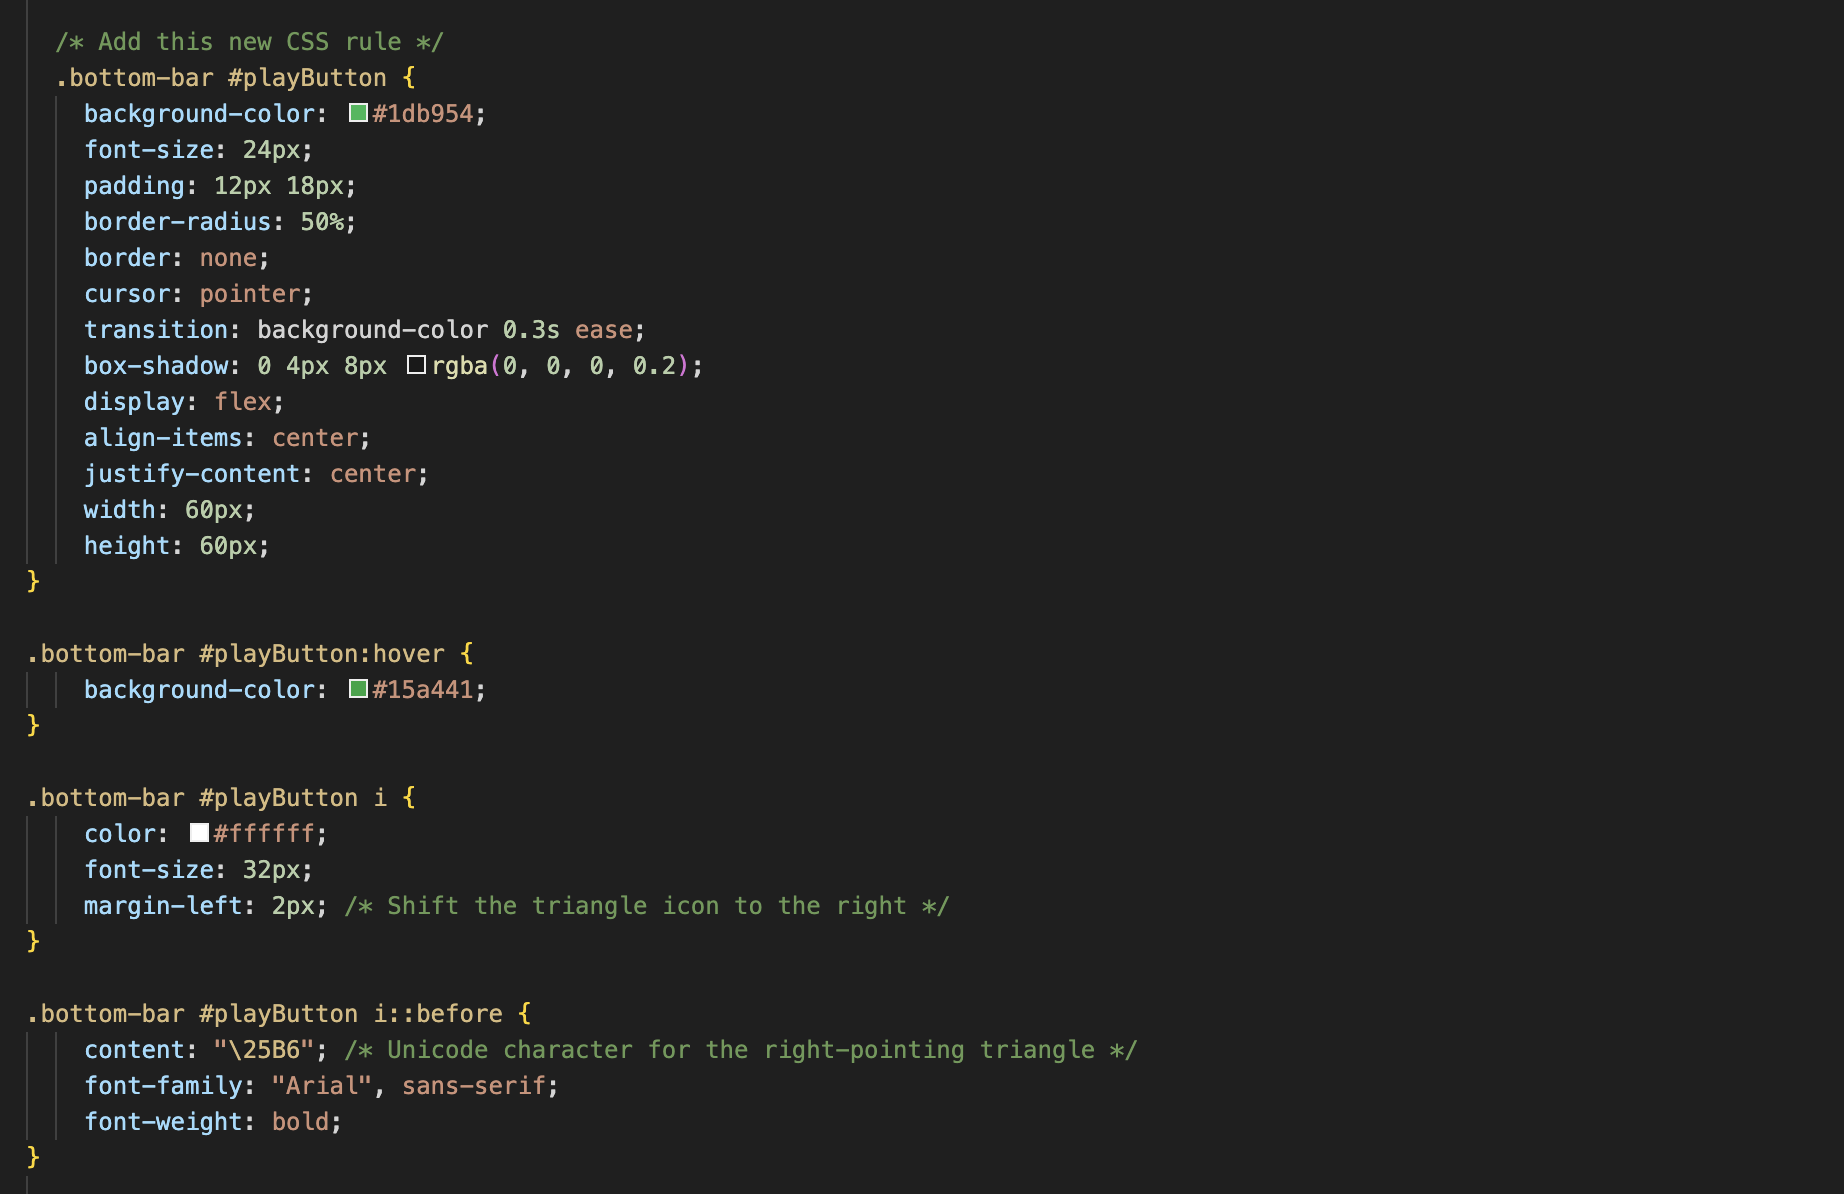 /* Add this new CSS rule */
.bottom-bar #playButton {
background-color: #1db954;
font-size: 24px;
padding: 12px 18px;
border-radius: 50%;
border: none;
cursor: pointer;
transition: background-color 0.3s ease;
box-shadow: 0 4px 8px rgba(0, 0, 0, 0.2);
display: flex;
align-items: center;
justify-content: center;
width: 60px;
height: 60px;
}
.bottom-bar #playButton:hover {
background-color: #15a441;
}
.bottom-bar #playButton i {
color: #ffffff;
font-size: 32px;
margin-left: 2px; /* Shift the triangle icon to the right */
}
.bottom-bar #playButton i::before {
content: "\25B6"; /* Unicode character for the right-pointing triangle */
font-family: "Arial", sans-serif;
font-weight: bold;
}